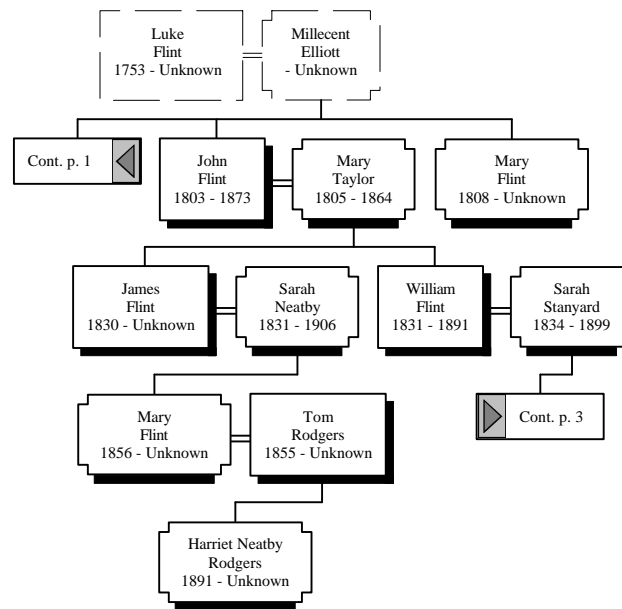 Luke
Flint
1753 - Unknown
Millecent
Elliott
- Unknown
Cont. p. 1
John
Flint
1803 - 1873
Mary
Taylor
1805 - 1864
Mary
Flint
1808 - Unknown
James
Flint
1830 - Unknown
Sarah
Neatby
1831 - 1906
William
Flint
1831 - 1891
Sarah
Stanyard
1834 - 1899
Mary
Flint
1856 - Unknown
Tom
Rodgers
1855 - Unknown
Cont. p. 3
Harriet Neatby
Rodgers
1891 - Unknown